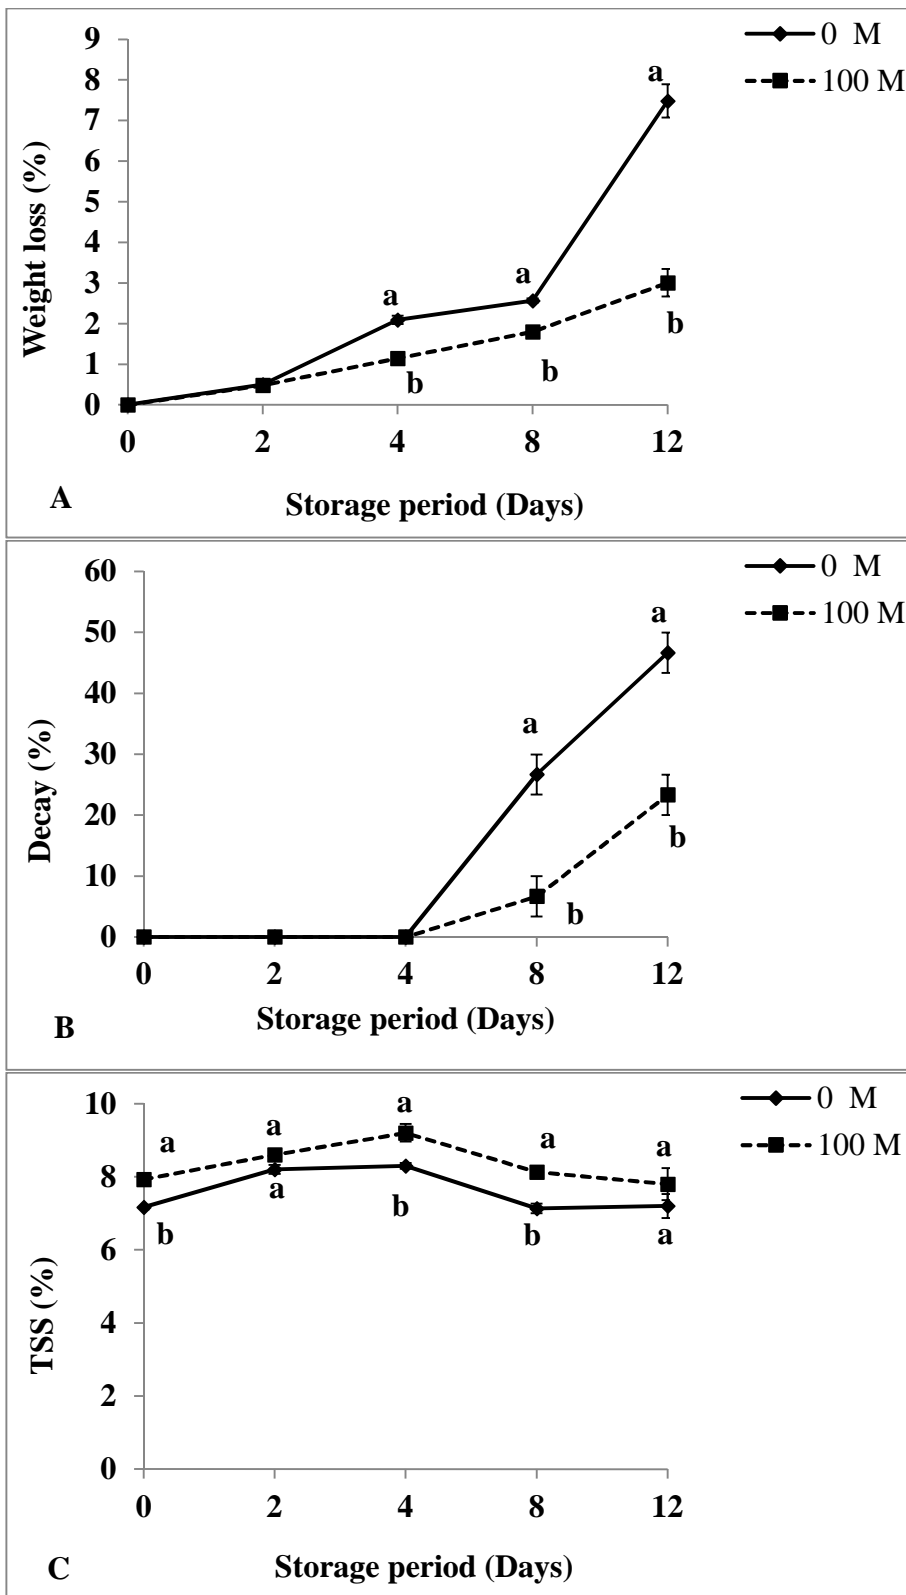 9
8
7
6
5
4
3
2
1
0
Weight loss (%)
0 M
100 M
a
a
a
b
b
b
0 2 4 8 12
A
Storage period (Days)
60
50
40
30
20
10
0
Decay (%)
0 M
100 M
a
a
b
b
0 2 4 8 12
Storage period (Days)
B
10
8
6
4
2
0
TSS (%)
0 M
100 M
a a a a a
b a b b a
0 2 4 8 12
C
Storage period (Days)